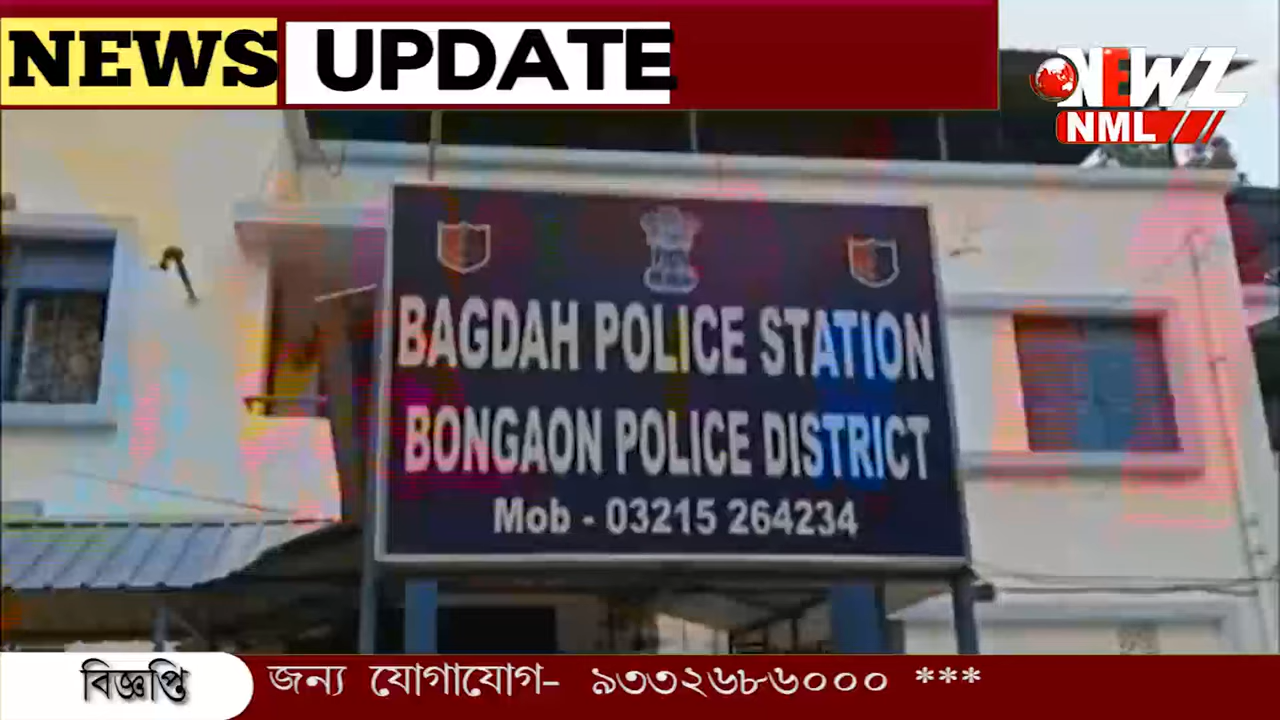 NEWS UPDATE
NEWZ
NML
BAGDAH POLICE STATION
BONGAON POLICE DISTRICT
Mob - 03215 264234
বিজ্ঞপ্তি
জন্য যোগাযোগ- ৯৩৩২৬৮৬০০০ ***